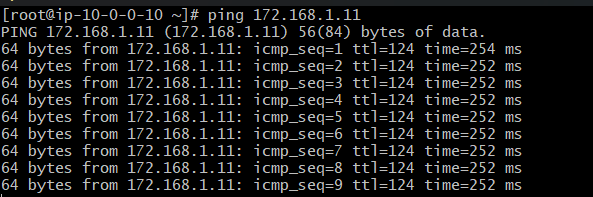 [root@ip-10-0-0-10 ~]# ping 172.168.1.11
PING 172.168.1.11 (172.168.1.11) 56(84) bytes of data.
64 bytes from 172.168.1.11: icmp_seq=1 ttl=124 time=254 ms
64 bytes from 172.168.1.11: icmp_seq=2 ttl=124 time=252 ms
64 bytes from 172.168.1.11: icmp_seq=3 ttl=124 time=252 ms
64 bytes from 172.168.1.11: icmp_seq=4 ttl=124 time=252 ms
64 bytes from 172.168.1.11: icmp_seq=5 ttl=124 time=252 ms
64 bytes from 172.168.1.11: icmp_seq=6 ttl=124 time=252 ms
64 bytes from 172.168.1.11: icmp_seq=7 ttl=124 time=252 ms
64 bytes from 172.168.1.11: icmp_seq=8 ttl=124 time=252 ms
64 bytes from 172.168.1.11: icmp_seq=9 ttl=124 time=252 ms